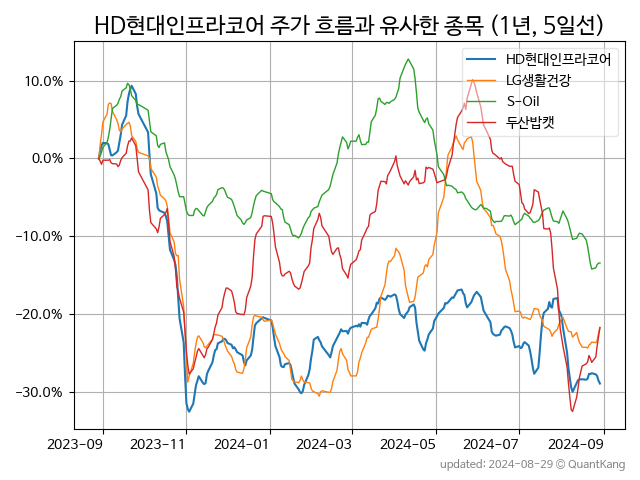 HD현대인프라코어 주가 흐름과 유사한 종목 (1년, 5일선)
HD현대인프라코어
LG생활건강
S-Oil
두산밥캣
10.0%
0.0%
−10.0%
−20.0%
−30.0%
2023-09 2023-11 2024-01 2024-03 2024-05 2024-07 2024-09
updated: 2024-08-29 © QuantKang